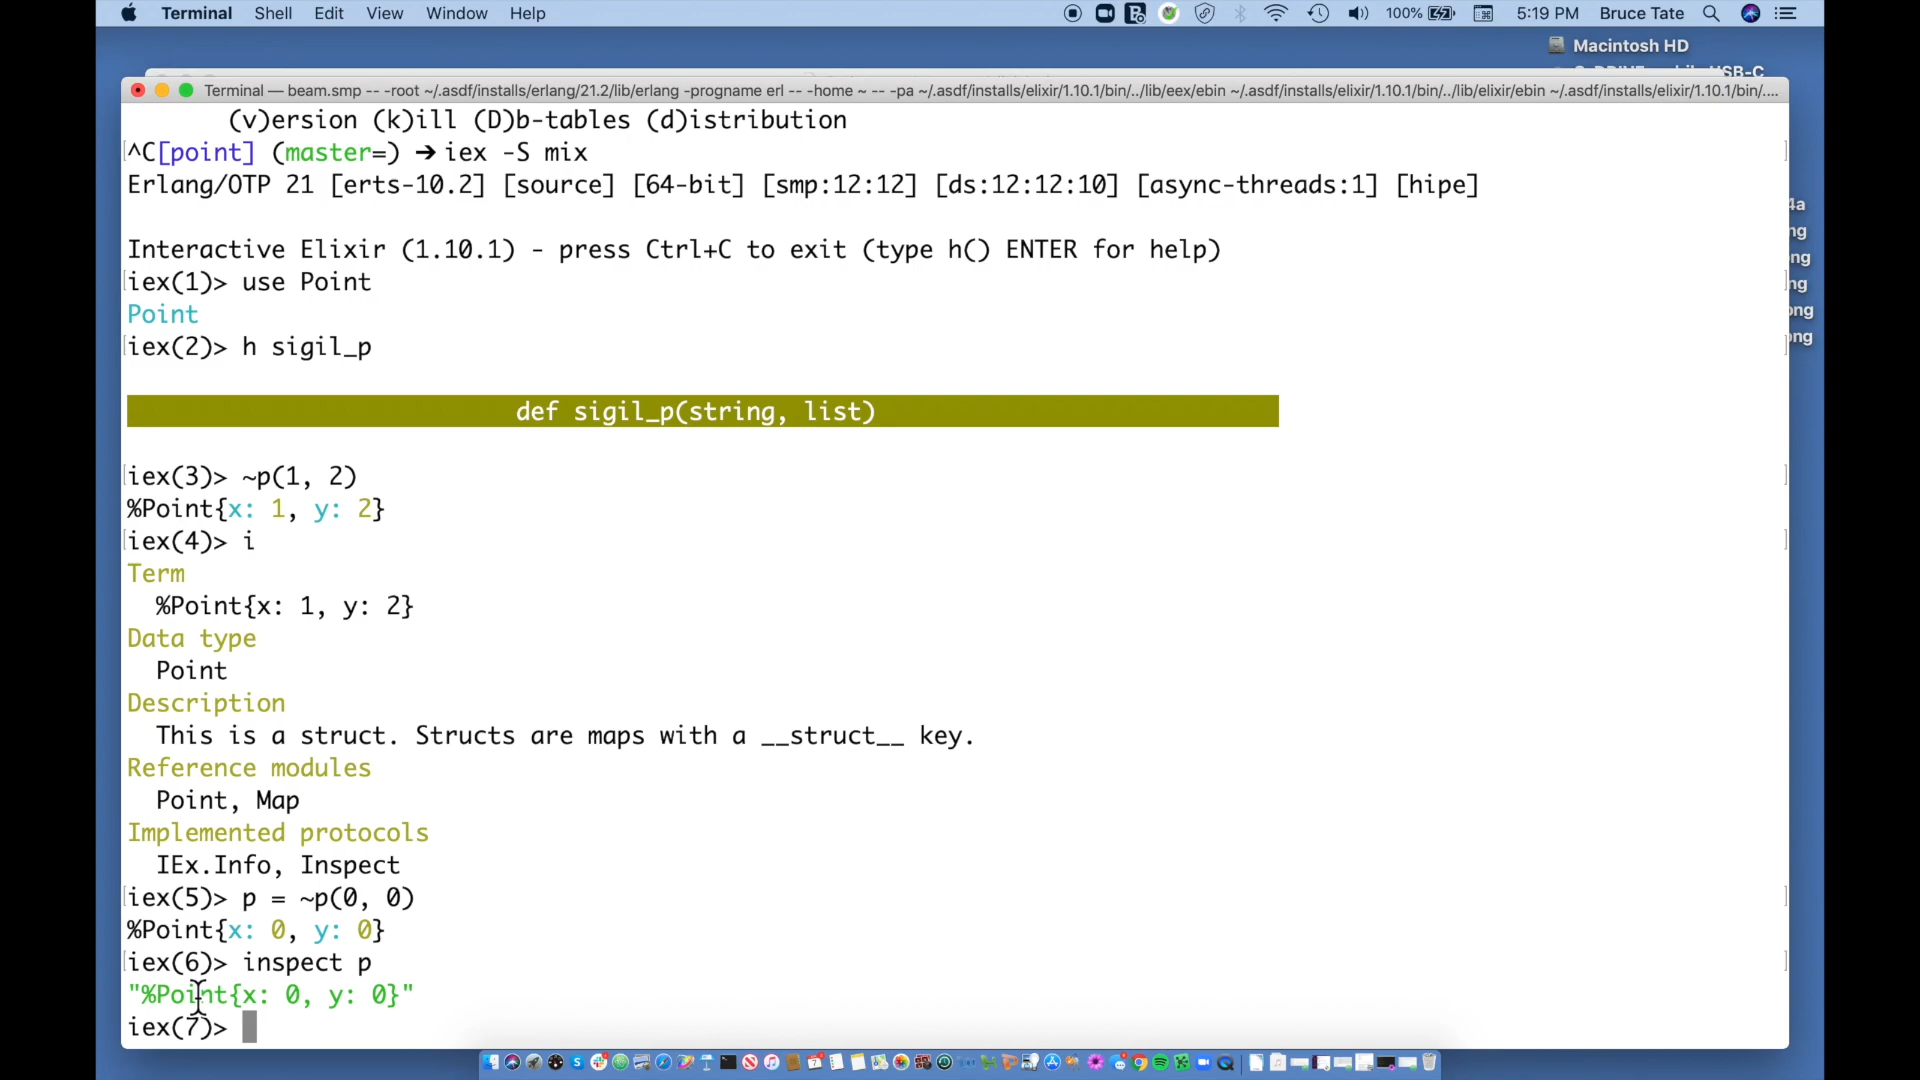 Terminal Shell Edit View Window Help 100% 5:19 PM Bruce Tate
Macintosh HD
USB-C
Terminal — beam.smp -- -root ~/.asdf/installs/erlang/21.2/lib/erlang -progname erl -- -home ~ -- -pa ~/.asdf/installs/elixir/1.10.1/bin/../lib/eex/ebin ~/.asdf/installs/elixir/1.10.1/bin/../lib/elixir/ebin ~/.asdf/installs/elixir/1.10.1/bin/....
(v)ersion (k)ill (D)b-tables (d)istribution
^C[point] (master=) ➔ iex -S mix
Erlang/OTP 21 [erts-10.2] [source] [64-bit] [smp:12:12] [ds:12:12:10] [async-threads:1] [hipe]
Interactive Elixir (1.10.1) - press Ctrl+C to exit (type h() ENTER for help)
iex(1)> use Point
Point
iex(2)> h sigil_p
def sigil_p(string, list)
iex(3)> ~p(1, 2)
%Point{x: 1, y: 2}
iex(4)> i
Term
%Point{x: 1, y: 2}
Data type
Point
Description
This is a struct. Structs are maps with a __struct__ key.
Reference modules
Point, Map
Implemented protocols
IEx.Info, Inspect
iex(5)> p = ~p(0, 0)
%Point{x: 0, y: 0}
iex(6)> inspect p
"%Point{x: 0, y: 0}"
iex(7)>